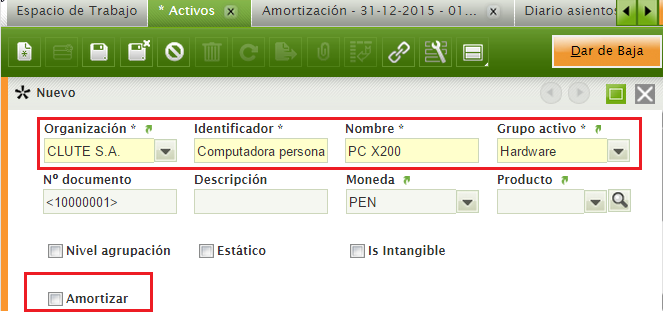 Espacio de Trabajo * Activos Amortización - 31-12-2015 - 01... Diario asientos
Dar de Baja
Nuevo
Organización * Identificador * Nombre * Grupo activo *
CLUTE S.A. Computadora persona PC X200 Hardware
Nº documento Descripción Moneda Producto
<10000001> PEN
Nivel agrupación Estático Is Intangible
Amortizar